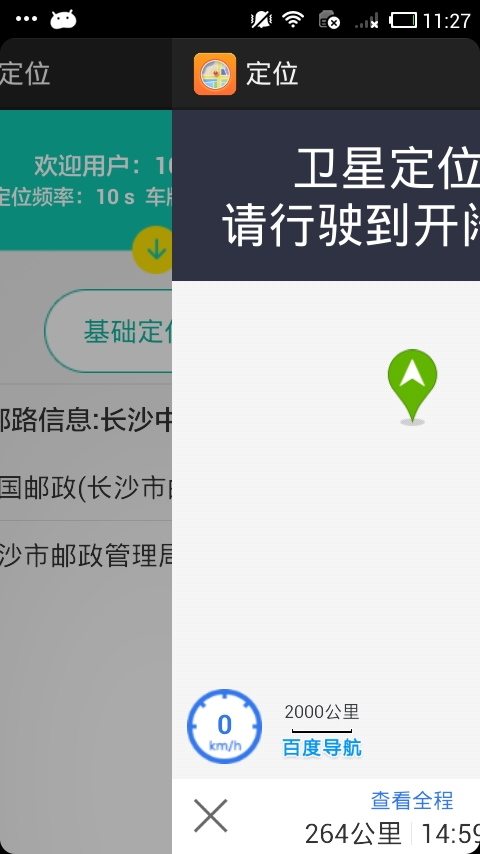 11:27
定位
定位
欢迎用户：
定位频率：10 s 车
卫星定位
请行驶到开
基础定
邮路信息:长沙中
国邮政(长沙市
沙市邮政管理局
0
km/h
2000公里
百度导航
查看全程
264公里
14:59